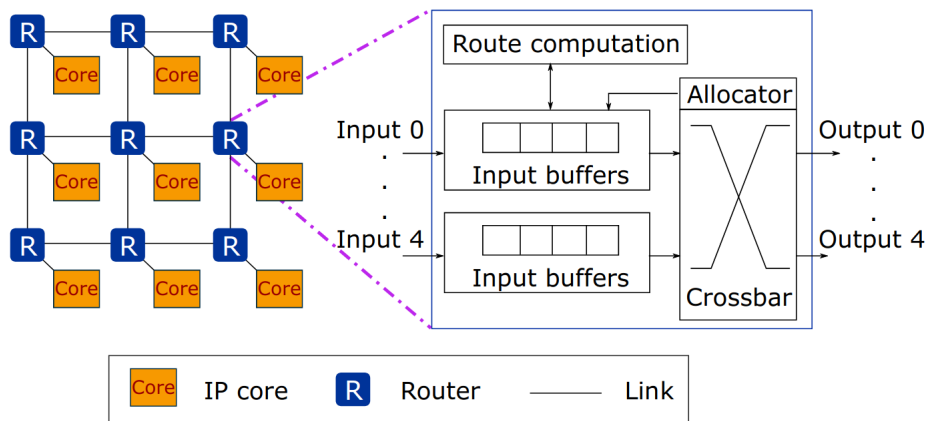 R R R
Core Core Core
R R R
Core Core Core
R R R
Core Core Core
Route computation
Allocator
Input 0
Input buffers
Output 0
Input 4
Input buffers
Output 4
Crossbar
Core IP core R Router Link